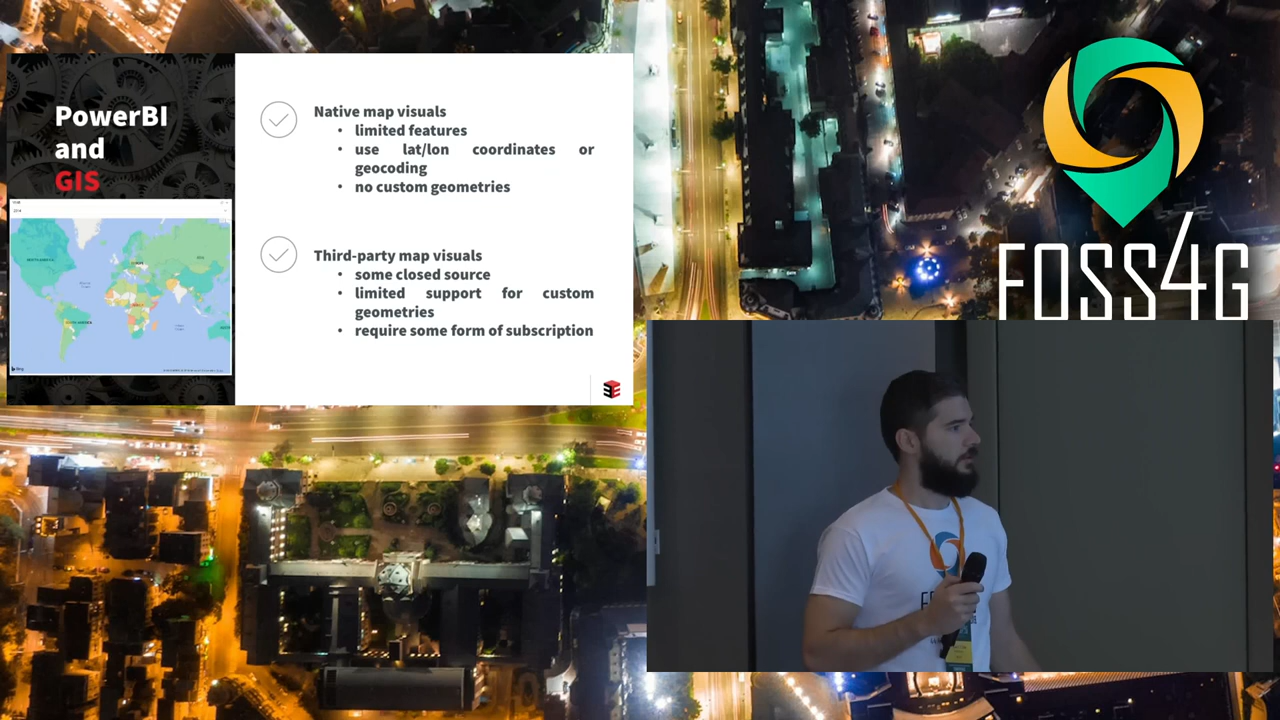 PowerBI
and
GIS
Native map visuals
• limited features
• use lat/lon coordinates or
geocoding
• no custom geometries
Third-party map visuals
• some closed source
• limited support for custom
geometries
• require some form of subscription
FOSS4G